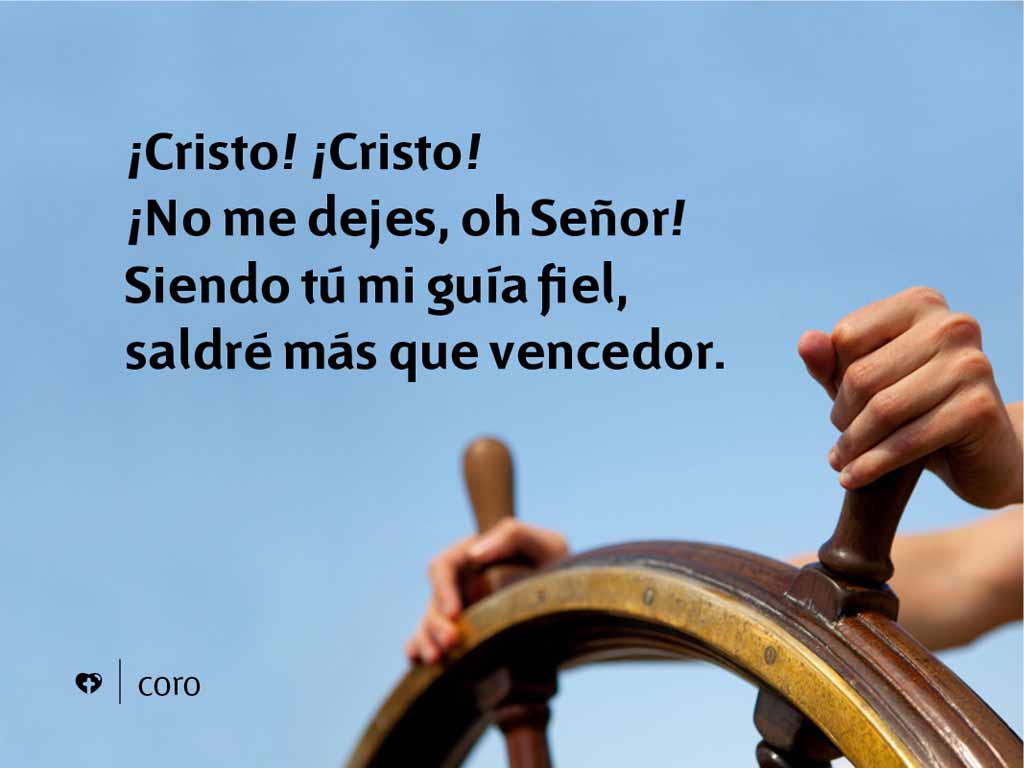 ¡Cristo! ¡Cristo!
¡No me dejes, oh Señor!
Siendo tú mi guía fiel,
saldré más que vencedor.
coro